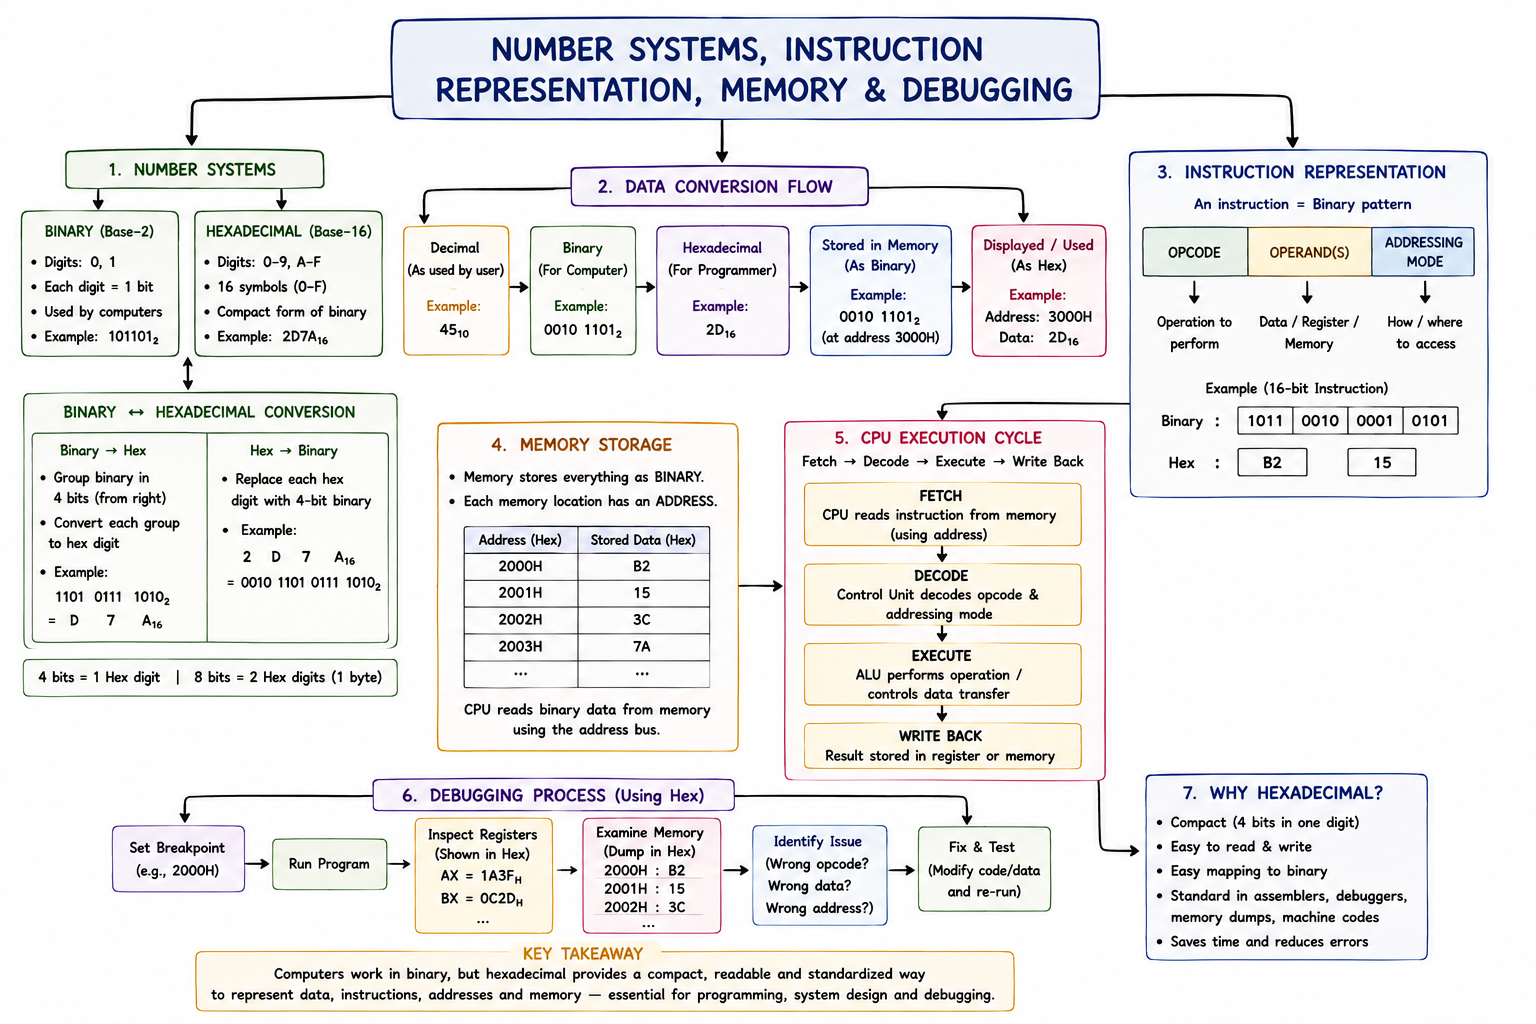 NUMBER SYSTEMS, INSTRUCTION
REPRESENTATION, MEMORY & DEBUGGING
1. NUMBER SYSTEMS
BINARY (Base-2)
• Digits: 0, 1
• Each digit = 1 bit
• Used by computers
• Example: 101101₂
HEXADECIMAL (Base-16)
• Digits: 0-9, A-F
• 16 symbols (0-F)
• Compact form of binary
• Example: 2D7A₁₆
BINARY ↔ HEXADECIMAL CONVERSION
Binary → Hex
• Group binary in
4 bits (from right)
• Convert each group
to hex digit
• Example:
1101 0111 1010₂
= D 7 A₁₆
Hex → Binary
• Replace each hex
digit with 4-bit binary
• Example:
2 D 7 A₁₆
= 0010 1101 0111 1010₂
4 bits = 1 Hex digit | 8 bits = 2 Hex digits (1 byte)
2. DATA CONVERSION FLOW
Decimal
(As used by user)
Example:
45₁₀
Binary
(For Computer)
Example:
0010 1101₂
Hexadecimal
(For Programmer)
Example:
2D₁₆
Stored in Memory
(As Binary)
Example:
0010 1101₂
(at address 3000H)
Displayed / Used
(As Hex)
Example:
Address: 3000H
Data: 2D₁₆
3. INSTRUCTION REPRESENTATION
An instruction = Binary pattern
OPCODE
OPERAND(S)
ADDRESSING
MODE
Operation to
perform
Data / Register /
Memory
How / where
to access
Example (16-bit Instruction)
Binary : 1011 0010 0001 0101
Hex : B2 15
4. MEMORY STORAGE
• Memory stores everything as BINARY.
• Each memory location has an ADDRESS.
Address (Hex) Stored Data (Hex)
2000H B2
2001H 15
2002H 3C
2003H 7A
... ...
CPU reads binary data from memory
using the address bus.
5. CPU EXECUTION CYCLE
Fetch → Decode → Execute → Write Back
FETCH
CPU reads instruction from memory
(using address)
DECODE
Control Unit decodes opcode &
addressing mode
EXECUTE
ALU performs operation /
controls data transfer
WRITE BACK
Result stored in register or memory
6. DEBUGGING PROCESS (Using Hex)
Set Breakpoint
(e.g., 2000H)
Run Program
Inspect Registers
(Shown in Hex)
AX = 1A3F_H
BX = 0C2D_H
...
Examine Memory
(Dump in Hex)
2000H : B2
2001H : 15
2002H : 3C
...
Identify Issue
(Wrong opcode?
Wrong data?
Wrong address?)
Fix & Test
(Modify code/data
and re-run)
7. WHY HEXADECIMAL?
• Compact (4 bits in one digit)
• Easy to read & write
• Easy mapping to binary
• Standard in assemblers, debuggers,
memory dumps, machine codes
• Saves time and reduces errors
KEY TAKEAWAY
Computers work in binary, but hexadecimal provides a compact, readable and standardized way
to represent data, instructions, addresses and memory — essential for programming, system design and debugging.